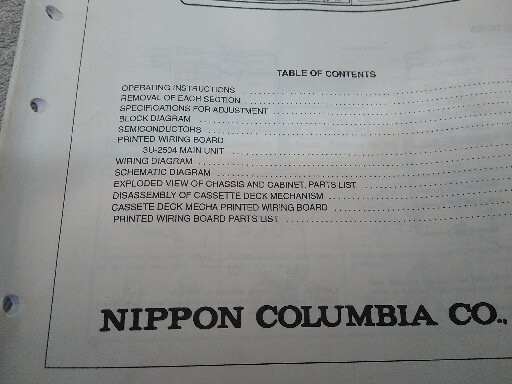 TABLE OF CONTENTS
OPERATING INSTRUCTIONS
REMOVAL OF EACH SECTION
SPECIFICATIONS FOR ADJUSTMENT
BLOCK DIAGRAM
SEMICONDUCTORS
PRINTED WIRING BOARD
3U-2504 MAIN UNIT
WIRING DIAGRAM
SCHEMATIC DIAGRAM
EXPLODED VIEW OF CHASSIS AND CABINET, PARTS LIST
DISASSEMBLY OF CASSETTE DECK MECHANISM
CASSETE DECK MECHA PRINTED WIRING BOARD
PRINTED WIRING BOARD PARTS LIST
NIPPON COLUMBIA CO.,